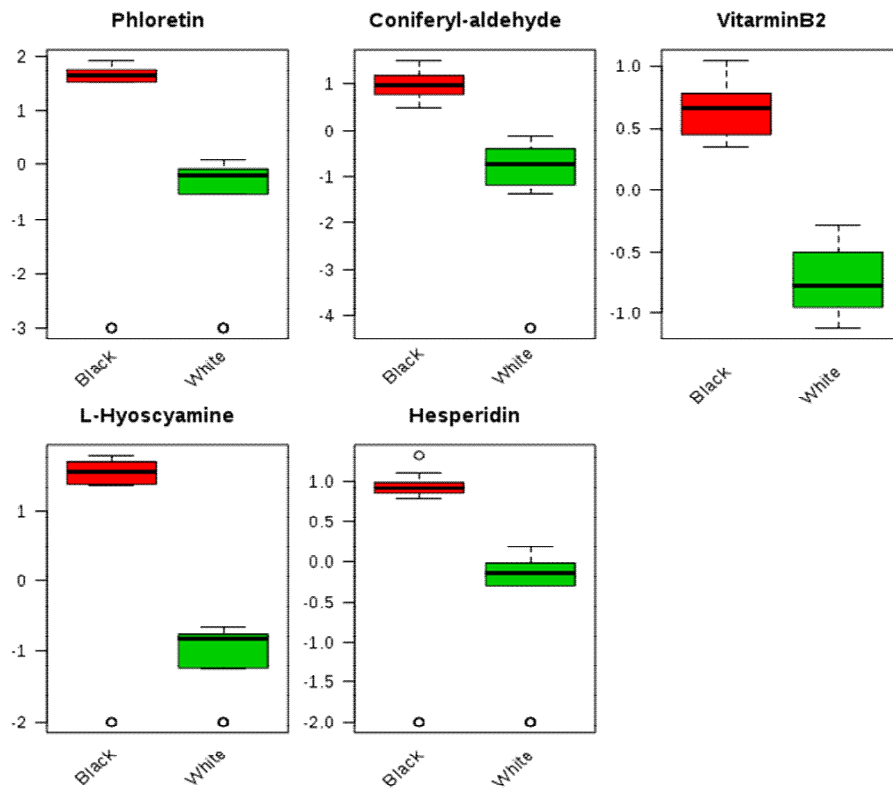 Phloretin
2
1
0
-1
-2
-3
Black
White
Coniferyl-aldehyde
1
0
-1
-2
-3
-4
Black
White
VitarminB2
1.0
0.5
0.0
-0.5
-1.0
Black
White
L-Hyoscyamine
1
0
-1
-2
Black
White
Hesperidin
1.0
0.5
0.0
-0.5
-1.0
-1.5
-2.0
Black
White